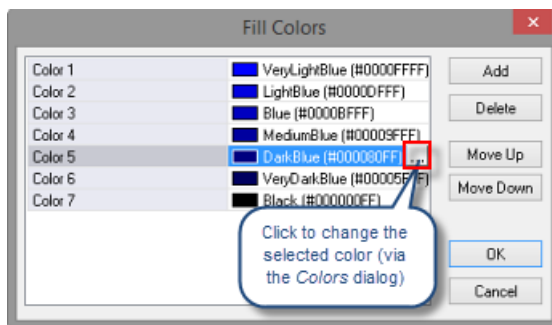 Fill Colors
Color 1 VeryLightBlue (#0000FFFF)
Color 2 LightBlue (#0000DFFF)
Color 3 Blue (#0000BFFF)
Color 4 MediumBlue (#00009FFF)
Color 5 DarkBlue (#000080FF) ...
Color 6 VeryDarkBlue (#00005FFF)
Color 7 Black (#000000FF)
Add
Delete
Move Up
Move Down
OK
Cancel
Click to change the
selected color (via
the Colors dialog)